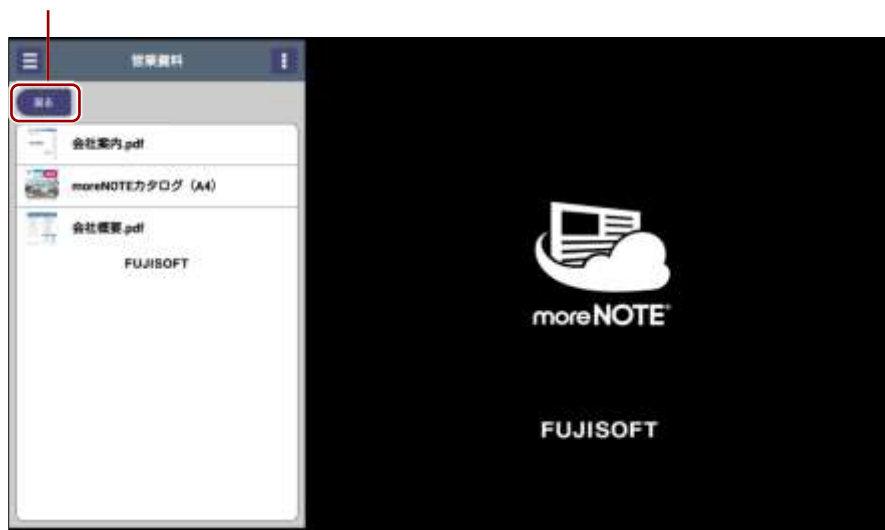 営業資料
戻る
会社案内.pdf
moreNOTEカタログ（A4）
会社概要.pdf
FUJISOFT
moreNOTE
FUJISOFT